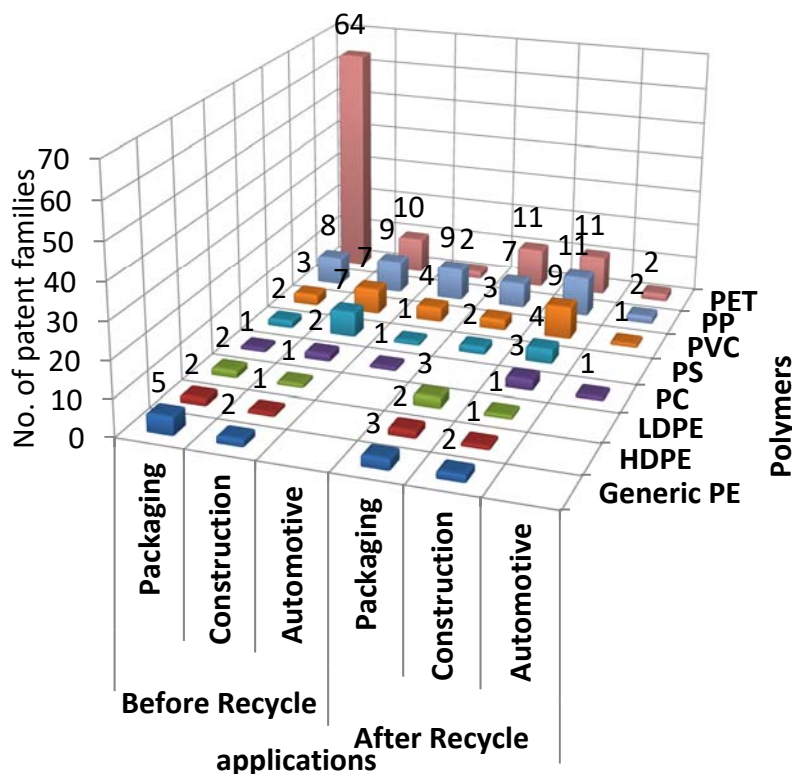 64
70
60
50
40
30
20
10
0
No. of patent families
8 9 10 9 2 11 11 2
3 7 7 11 2
2 7 4 3 9 1
1 2 1 2 4 1
2 1 1 3
2 1 3 1 1
5 2 2 1
3 2
PET
PP
PVC
PS
PC
LDPE
HDPE
Generic PE
Polymers
Packaging
Construction
Automotive
Packaging
Construction
Automotive
Before Recycle
After Recycle
applications